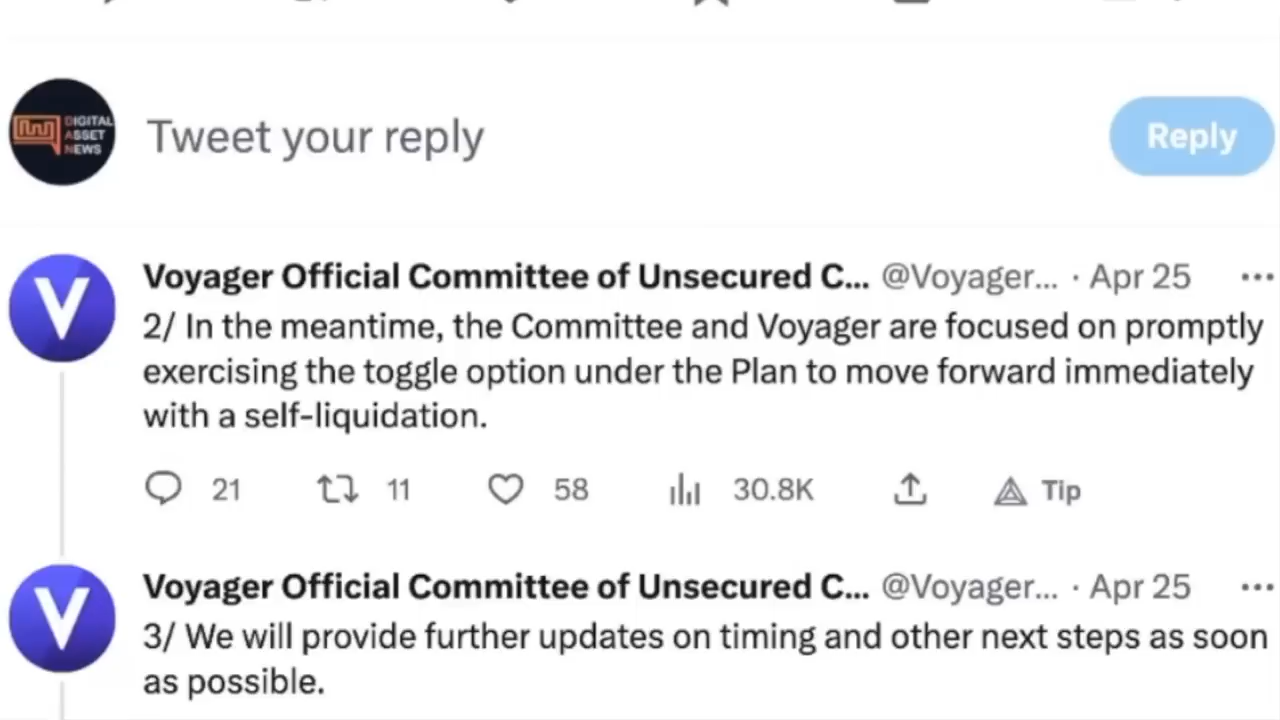 DIGITAL
ASSET
NEWS
Tweet your reply
Reply
Voyager Official Committee of Unsecured C... @Voyager... · Apr 25
2/ In the meantime, the Committee and Voyager are focused on promptly
exercising the toggle option under the Plan to move forward immediately
with a self-liquidation.
21 11 58 30.8K Tip
Voyager Official Committee of Unsecured C... @Voyager... · Apr 25
3/ We will provide further updates on timing and other next steps as soon
as possible.